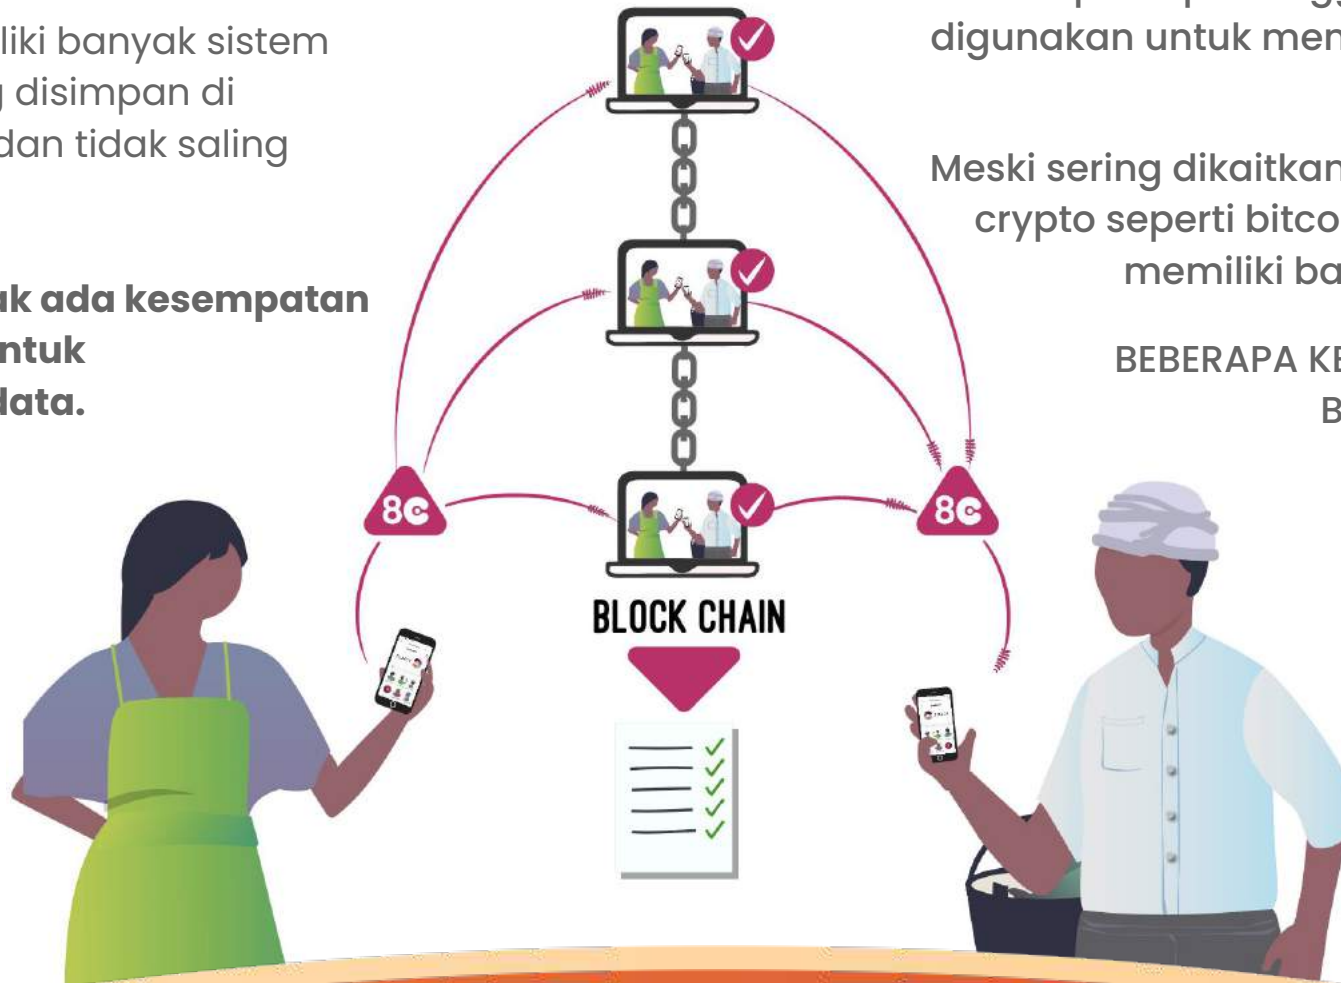 liki banyak sistem
disimpan di
dan tidak saling
ak ada kesempatan
ntuk
data.
digunakan untuk men
Meski sering dikaitkan
crypto seperti bitco
memiliki ba
BEBERAPA KE
B
8C
8C
BLOCK CHAIN